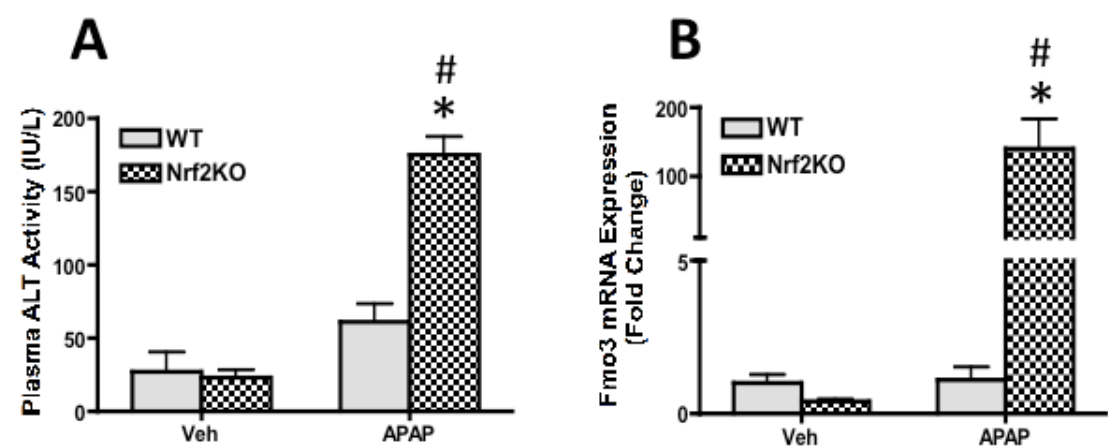 A
#
*
Plasma ALT Activity (IU/L)
200
150
100
50
0
WT
Nrf2KO
Veh
APAP
B
#
*
Fmo3 mRNA Expression
(Fold Change)
200
100
5
0
WT
Nrf2KO
Veh
APAP